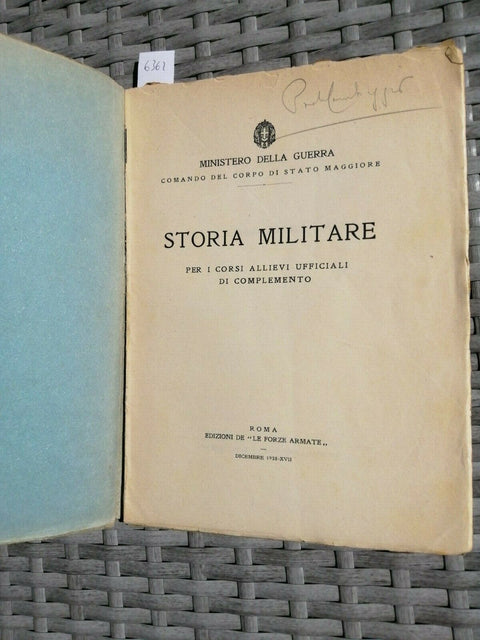 6361
MINISTERO DELLA GUERRA
COMANDO DEL CORPO DI STATO MAGGIORE
STORIA MILITARE
PER I CORSI ALLIEVI UFFICIALI
DI COMPLEMENTO
ROMA
EDIZIONI DE "LE FORZE ARMATE„
DICEMBRE 1938-XVII